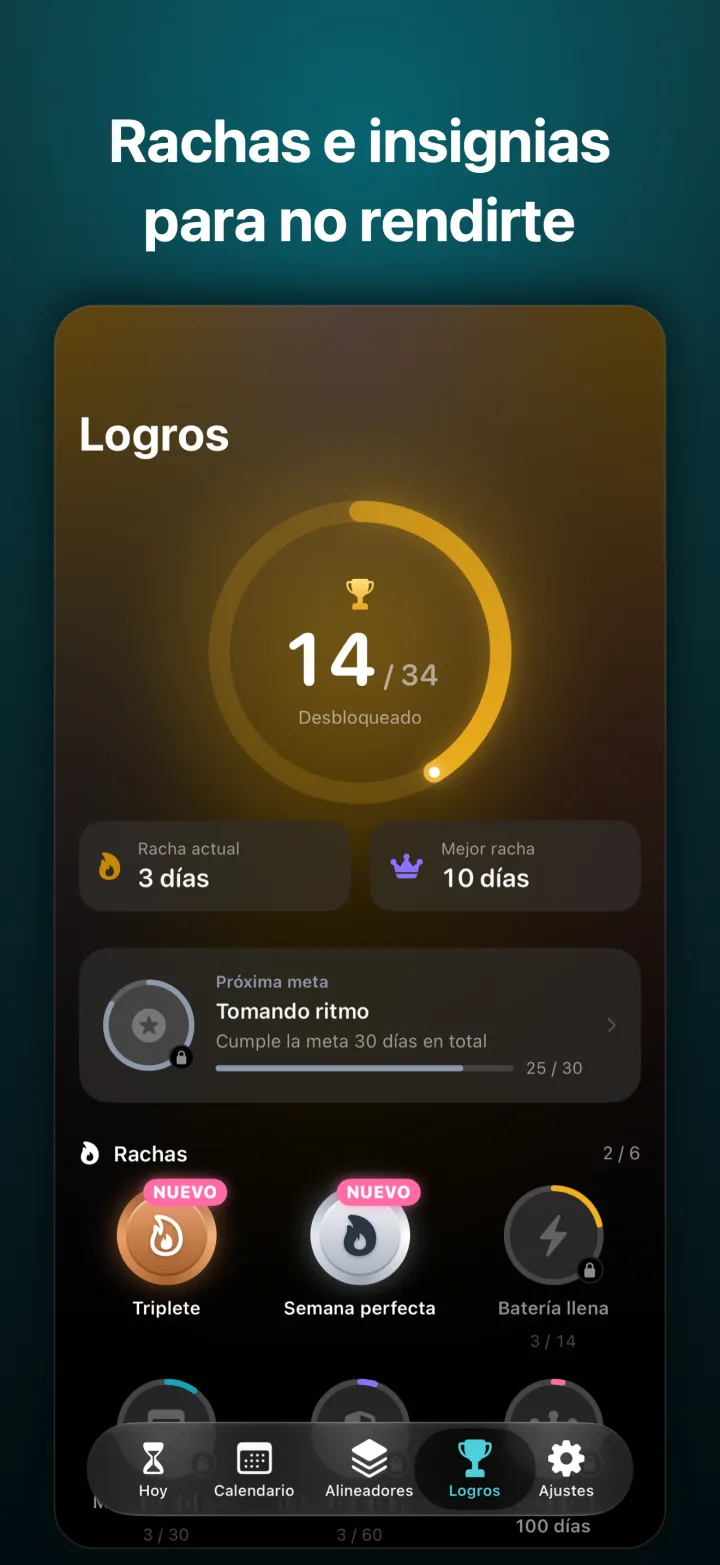 Rachas e insignias
para no rendirte
Logros
14 / 34
Desbloqueado
Racha actual
3 días
Mejor racha
10 días
Próxima meta
Tomando ritmo
Cumple la meta 30 días en total
25 / 30
Rachas
2 / 6
NUEVO
NUEVO
Triplete
Semana perfecta
Batería llena
3 / 14
Hoy
Calendario
Alineadores
Logros
Ajustes
3 / 30
3 / 60
100 días